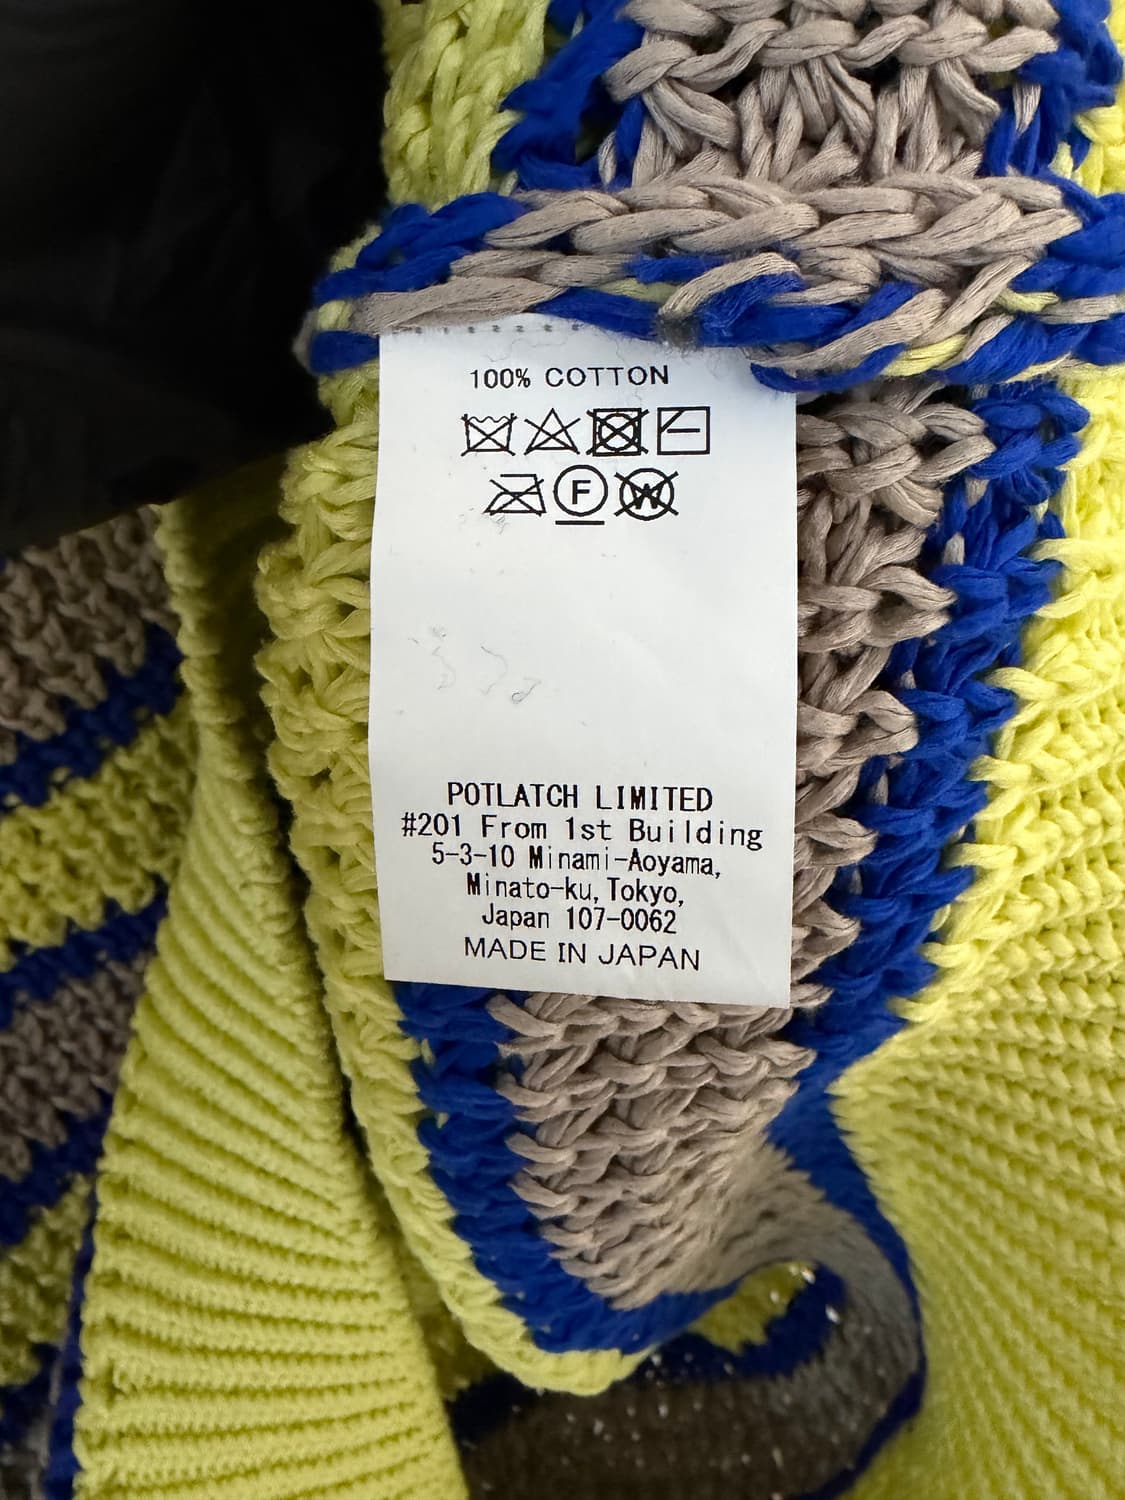 100% COTTON
F W
POTLATCH LIMITED
#201 From 1st Building
5-3-10 Minami-Aoyama,
Minato-ku, Tokyo,
Japan 107-0062
MADE IN JAPAN